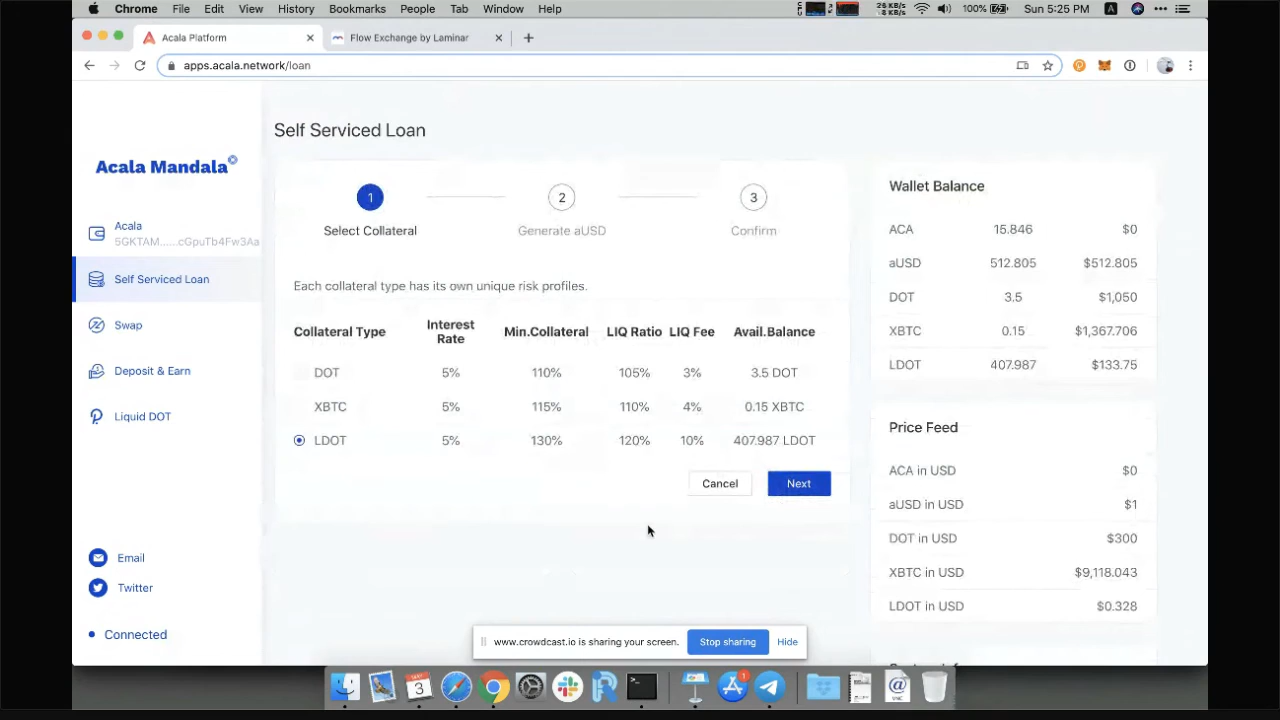 Chrome File Edit View History Bookmarks People Tab Window Help
26 KB/s
8 KB/s
100% Sun 5:25 PM A
Acala Platform
Flow Exchange by Laminar
apps.acala.network/loan
Acala Mandala
Acala
5GKTAM......cGpuTb4Fw3Aa
Self Serviced Loan
Swap
Deposit & Earn
Liquid DOT
Email
Twitter
Connected
Self Serviced Loan
1 2 3
Select Collateral Generate aUSD Confirm
Each collateral type has its own unique risk profiles.
Collateral Type Interest Rate Min.Collateral LIQ Ratio LIQ Fee Avail.Balance
DOT 5% 110% 105% 3% 3.5 DOT
XBTC 5% 115% 110% 4% 0.15 XBTC
LDOT 5% 130% 120% 10% 407.987 LDOT
Cancel Next
Wallet Balance
ACA 15.846 $0
aUSD 512.805 $512.805
DOT 3.5 $1,050
XBTC 0.15 $1,367.706
LDOT 407.987 $133.75
Price Feed
ACA in USD $0
aUSD in USD $1
DOT in USD $300
XBTC in USD $9,118.043
LDOT in USD $0.328
www.crowdcast.io is sharing your screen. Stop sharing Hide
3
1